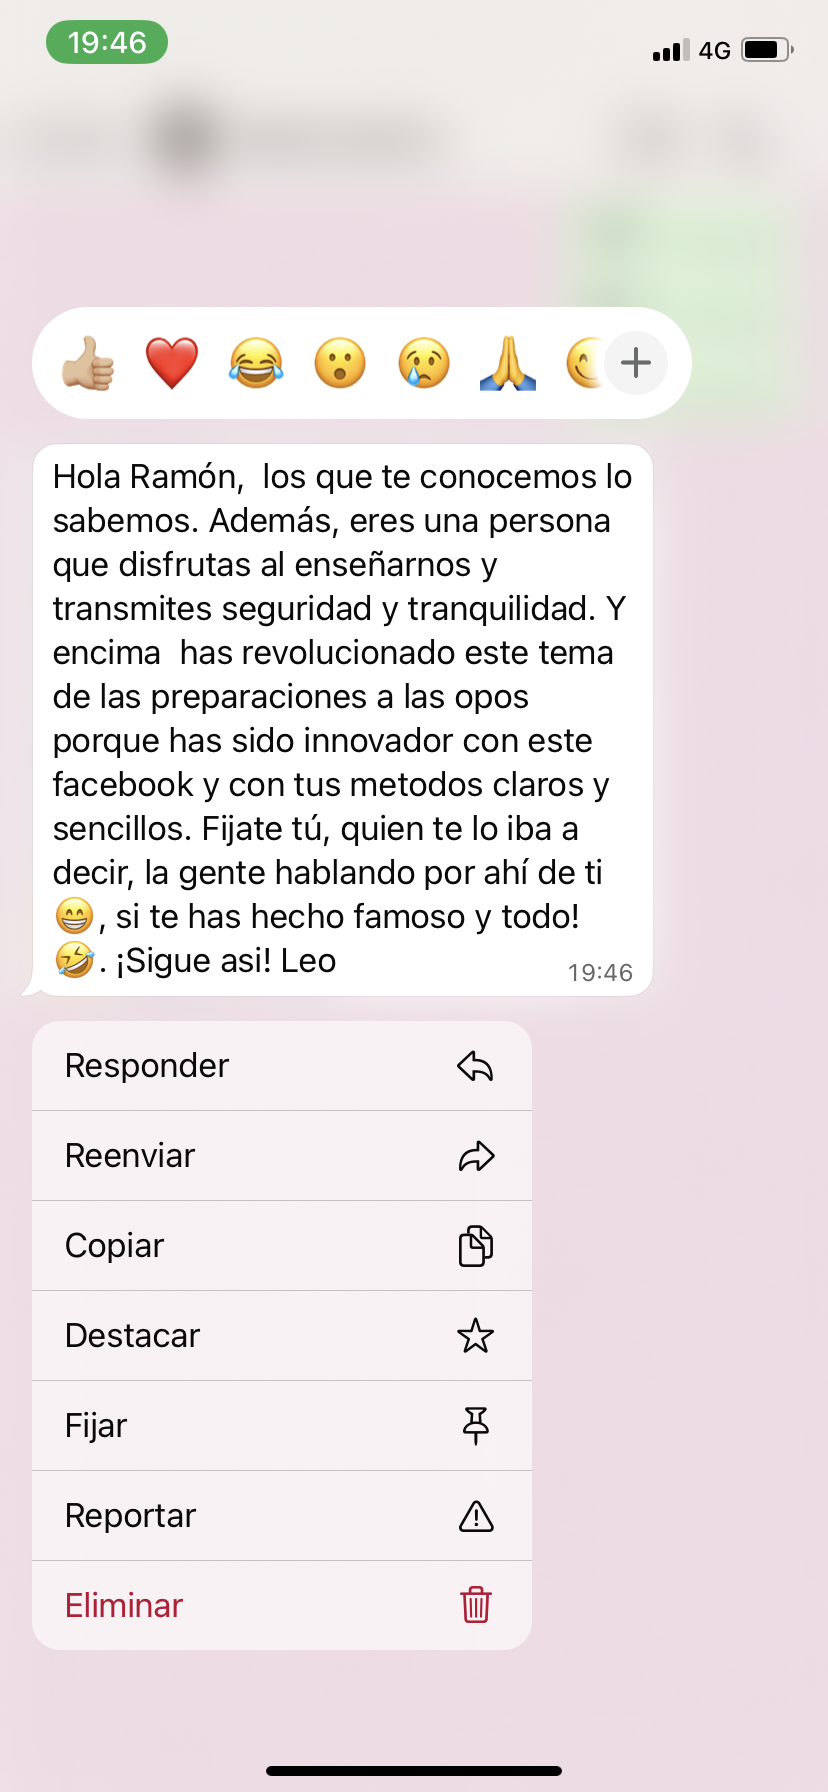 19:46
4G
Hola Ramón,  los que te conocemos lo
sabemos. Además, eres una persona
que disfrutas al enseñarnos y
transmites seguridad y tranquilidad. Y
encima  has revolucionado este tema
de las preparaciones a las opos
porque has sido innovador con este
facebook y con tus metodos claros y
sencillos. Fijate tú, quien te lo iba a
decir, la gente hablando por ahí de ti
😁, si te has hecho famoso y todo!
🤣. ¡Sigue asi! Leo
19:46
Responder
Reenviar
Copiar
Destacar
Fijar
Reportar
Eliminar